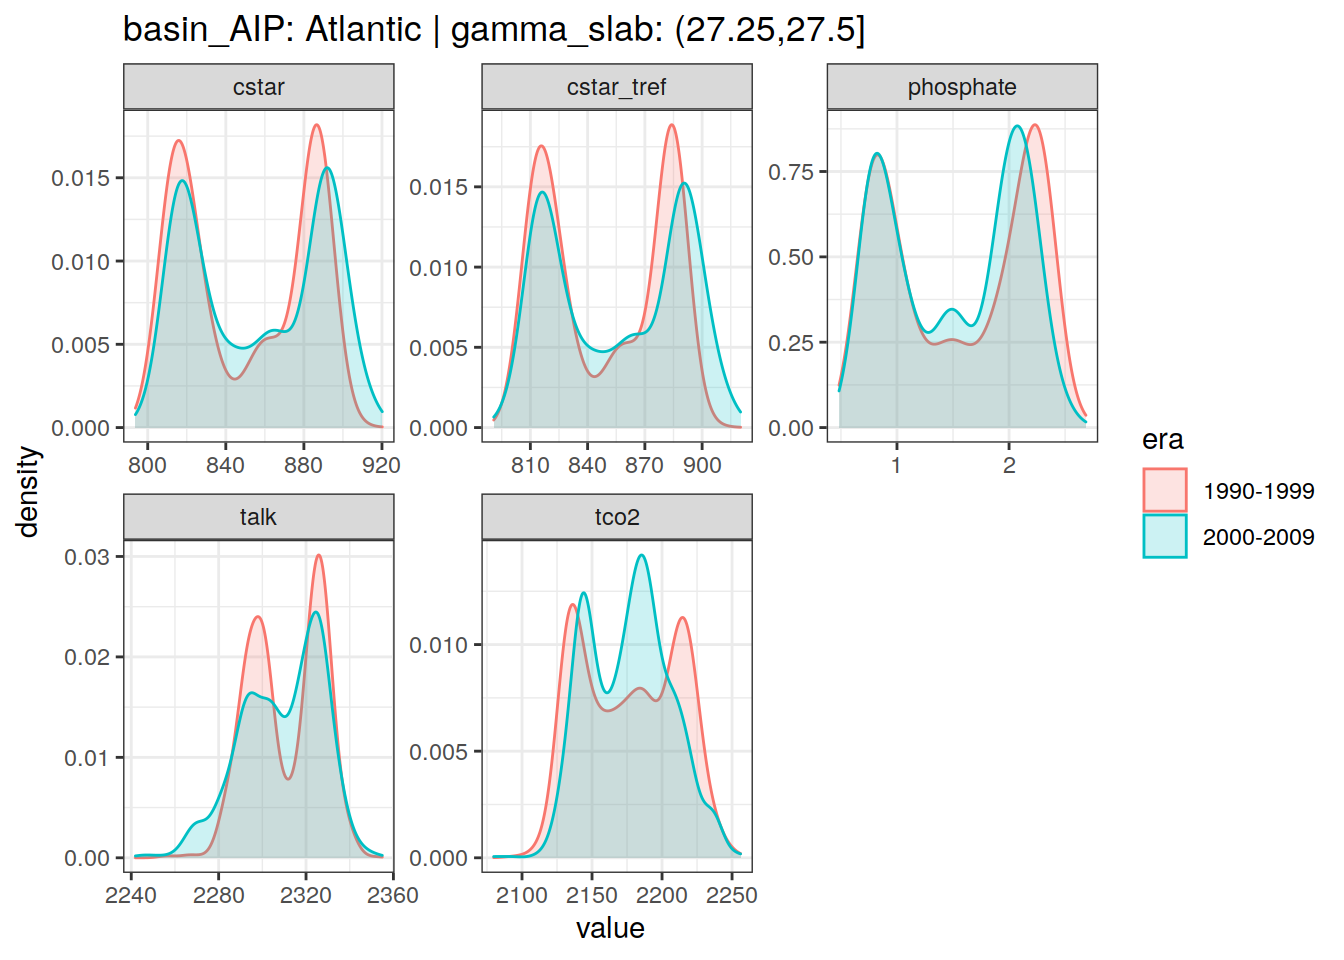 basin_AIP: Atlantic | gamma_slab: (27.25,27.5]
cstar
cstar_tref
phosphate
0.015
0.010
0.005
0.000
800 840 880 920
0.015
0.010
0.005
0.000
810 840 870 900
0.75
0.50
0.25
0.00
1 2
density
talk
tco2
0.03
0.02
0.01
0.00
2240 2280 2320 2360
0.010
0.005
0.000
2100 2150 2200 2250
value
era
1990-1999
2000-2009